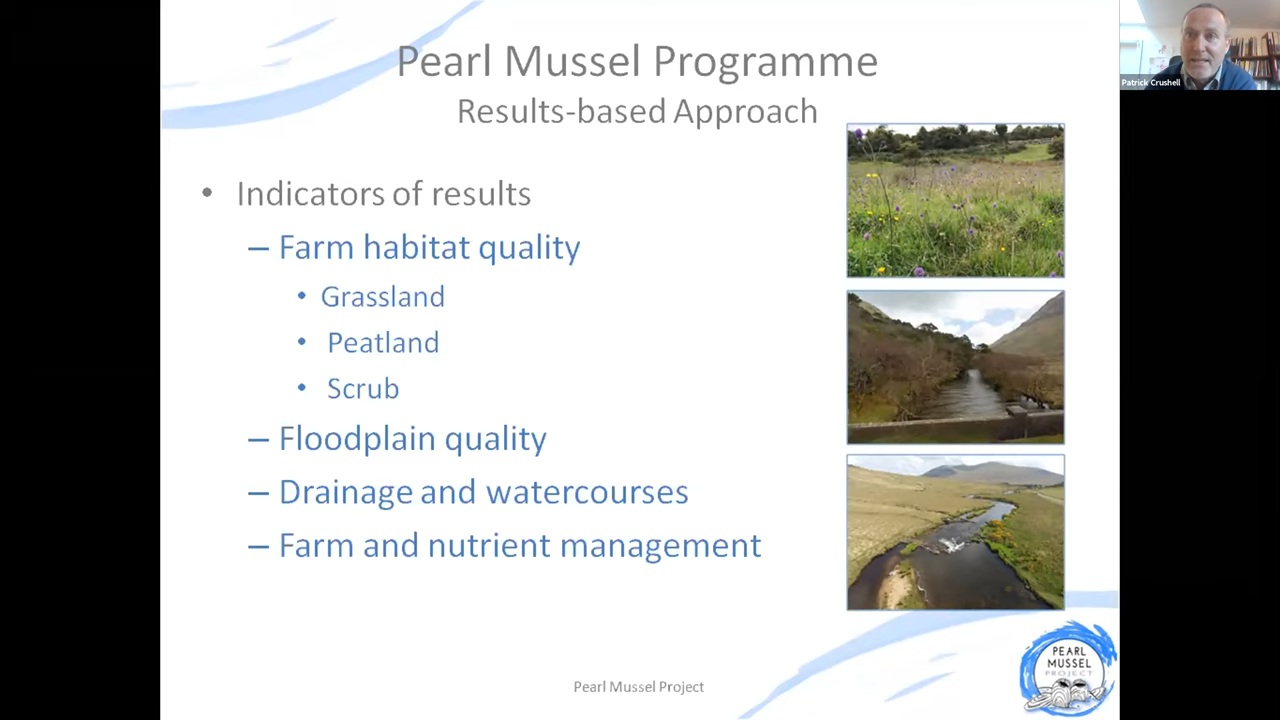 Pearl Mussel Programme
Results-based Approach
• Indicators of results
– Farm habitat quality
• Grassland
• Peatland
• Scrub
– Floodplain quality
– Drainage and watercourses
– Farm and nutrient management
Pearl Mussel Project
PEARL
MUSSEL
PROJECT
Patrick Crushell